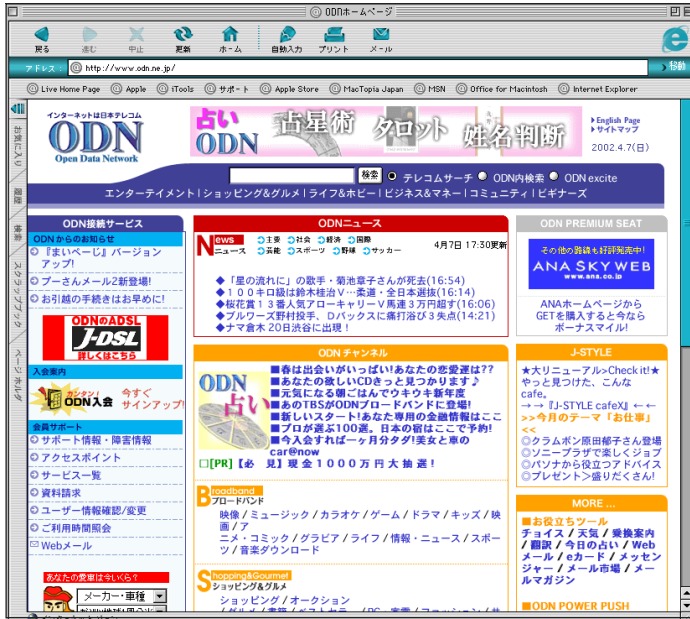 ODNホームページ
戻る 進む 中止 更新 ホーム 自動入力 プリント メール
アドレス: http://www.odn.ne.jp/ 移動
Live Home Page Apple iTools サポート Apple Store MacTopia Japan MSN Office for Macintosh Internet Explorer
お気に入り
履歴
検索
スクラップブック
ページ ホルダ
インターネットは日本テレコム
ODN
Open Data Network
占い
ODN
占星術 タロット 姓名判断
English Page
サイトマップ
2002.4.7(日)
検索 テレコムサーチ ODN内検索 ODN excite
エンターテイメント | ショッピング&グルメ | ライフ&ホビー | ビジネス&マネー | コミュニティ | ビギナーズ
ODN接続サービス
ODNからのお知らせ
『まいぺーじ』バージョン
アップ!
プーさんメール2新登場!
お引越の手続きはお早めに!
ODNのADSL
J-DSL
詳しくはこちら
入会案内
カンタン!
ODN入会
今すぐ
サインアップ!
会員サポート
サポート情報・障害情報
アクセスポイント
サービス一覧
資料請求
ユーザー情報確認/変更
ご利用時間照会
Webメール
あなたの愛車は今いくら?
メーカー・車種
ODNニュース
News
ニュース
主要 社会 経済 国際
芸能 スポーツ 野球 サッカー
4月7日 17:30更新
◆「星の流れに」の歌手・菊池章子さんが死去(16:54)
◆100キロ級は鈴木桂治V…柔道・全日本選抜(16:14)
◆桜花賞13番人気アローキャリーV馬連3万円超す(16:06)
◆ブルワーズ野村投手、Dバックスに痛打浴び3失点(14:21)
◆ナマ倉木 20日渋谷に出現!
ODN チャンネル
ODN
占い
■春は出会いがいっぱい!あなたの恋愛運は??
■あなたの欲しいCDきっと見つかります♪
■元気になる朝ごはんでウキウキ新年度
■あのTBSがODNブロードバンドに登場!
■新しいスタート!あなた専用の金融情報はここ
■プロが選ぶ100選。日本の宿はここで予約!
■今入会すれば一ヶ月分タダ!美女と車の
car@now
□[PR]【必 見】現金1000万円大抽選!
Broadband
ブロードバンド
映像 / ミュージック / カラオケ / ゲーム / ドラマ / キッズ / 映
画 / ア
ニメ・コミック / グラビア / ライフ / 情報・ニュース / スポー
ツ / 音楽ダウンロード
Shopping&Gourmet
ショッピング&グルメ
ショッピング / オークション
ODN PREMIUM SEAT
その他の路線も好評発売中!
ANA SKY WEB
www.ana.co.jp
ANAホームページから
GETを購入すると今なら
ボーナスマイル!
J-STYLE
★大リニューアル>Check it!★
やっと見つけた、こんな
cafe。
→→『J-STYLE cafeX』←←
>>今月のテーマ「お仕事」
<<
◎クラムボン原田郁子さん登場
◎ソニープラザで楽しくジョブ
◎パソナから役立つアドバイス
◎プレゼント>盛りだくさん!
MORE ...
■お役立ちツール
チョイス / 天気 / 乗換案内
/ 翻訳 / 今日の占い / Web
メール / eカード / メッセン
ジャー / メール市場 / メー
ルマガジン
■ODN POWER PUSH